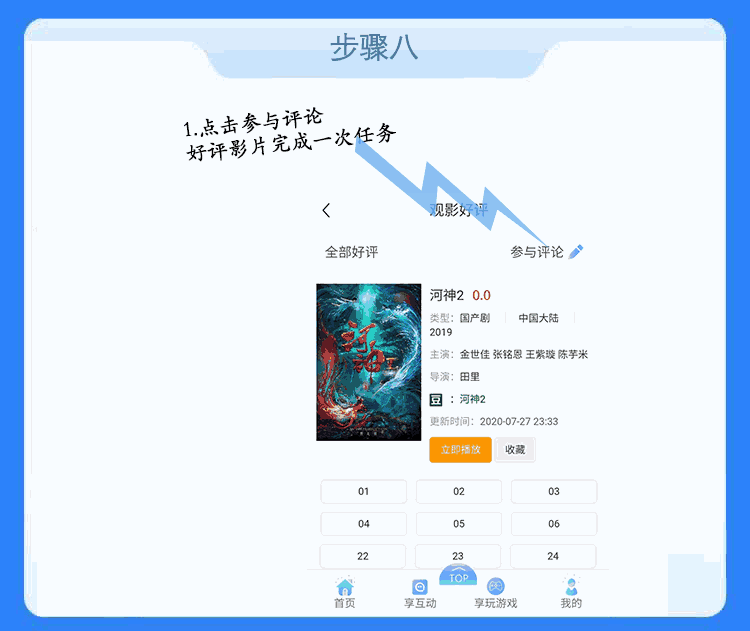 步骤八
1.点击参与评论
好评影片完成一次任务
观影好评
全部好评
参与评论
河神2 0.0
类型：国产剧 中国大陆
2019
主演：金世佳 张铭恩 王紫璇 陈芋米
导演：田里
豆 ：河神2
更新时间：2020-07-27 23:33
立即播放 收藏
01 02 03
04 05 06
22 23 24
TOP
首页 享互动 享玩游戏 我的